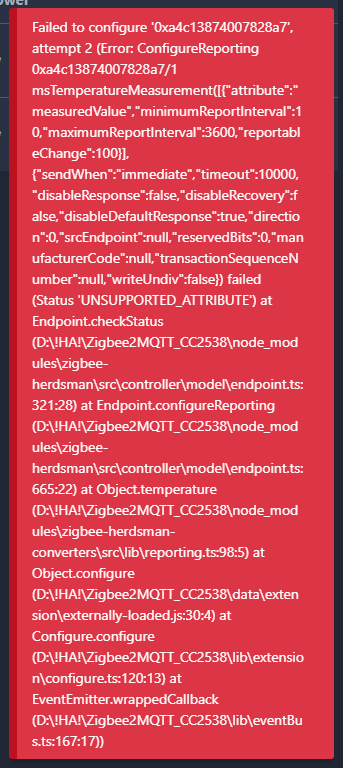 Failed to configure '0xa4c13874007828a7',
attempt 2 (Error: ConfigureReporting
0xa4c13874007828a7/1
msTemperatureMeasurement([{"attribute":"
measuredValue","minimumReportInterval":1
0,"maximumReportInterval":3600,"reportabl
eChange":100}],
{"sendWhen":"immediate","timeout":10000,
"disableResponse":false,"disableRecovery":f
alse,"disableDefaultResponse":true,"directio
n":0,"srcEndpoint":null,"reservedBits":0,"man
ufacturerCode":null,"transactionSequenceN
umber":null,"writeUndiv":false}) failed
(Status 'UNSUPPORTED_ATTRIBUTE') at
Endpoint.checkStatus
(D:\!HA!\Zigbee2MQTT_CC2538\node_mod
ules\zigbee-
herdsman\src\controller\model\endpoint.ts:
321:28) at Endpoint.configureReporting
(D:\!HA!\Zigbee2MQTT_CC2538\node_mod
ules\zigbee-
herdsman\src\controller\model\endpoint.ts:
665:22) at Object.temperature
(D:\!HA!\Zigbee2MQTT_CC2538\node_mod
ules\zigbee-herdsman-
converters\src\lib\reporting.ts:98:5) at
Object.configure
(D:\!HA!\Zigbee2MQTT_CC2538\data\exten
sion\externally-loaded.js:30:4) at
Configure.configure
(D:\!HA!\Zigbee2MQTT_CC2538\lib\extensio
n\configure.ts:120:13) at
EventEmitter.wrappedCallback
(D:\!HA!\Zigbee2MQTT_CC2538\lib\eventBu
s.ts:167:17))